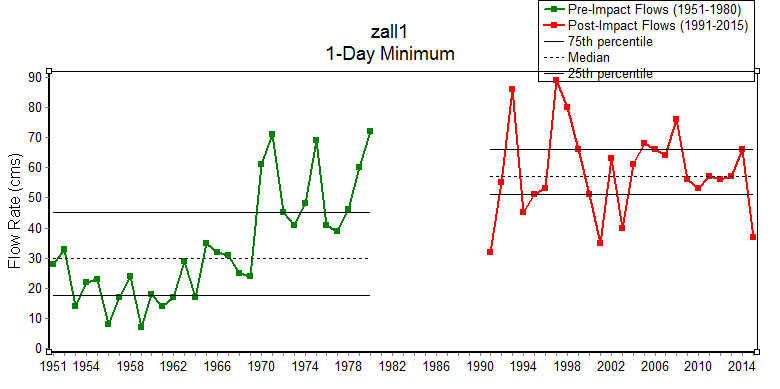 zall1
1-Day Minimum
Pre-Impact Flows (1951-1980)
Post-Impact Flows (1991-2015)
75th percentile
Median
25th percentile
Flow Rate (cms)
90
80
70
60
50
40
30
20
10
0
1951 1954 1958 1962 1966 1970 1974 1978 1982 1986 1990 1994 1998 2002 2006 2010 2014